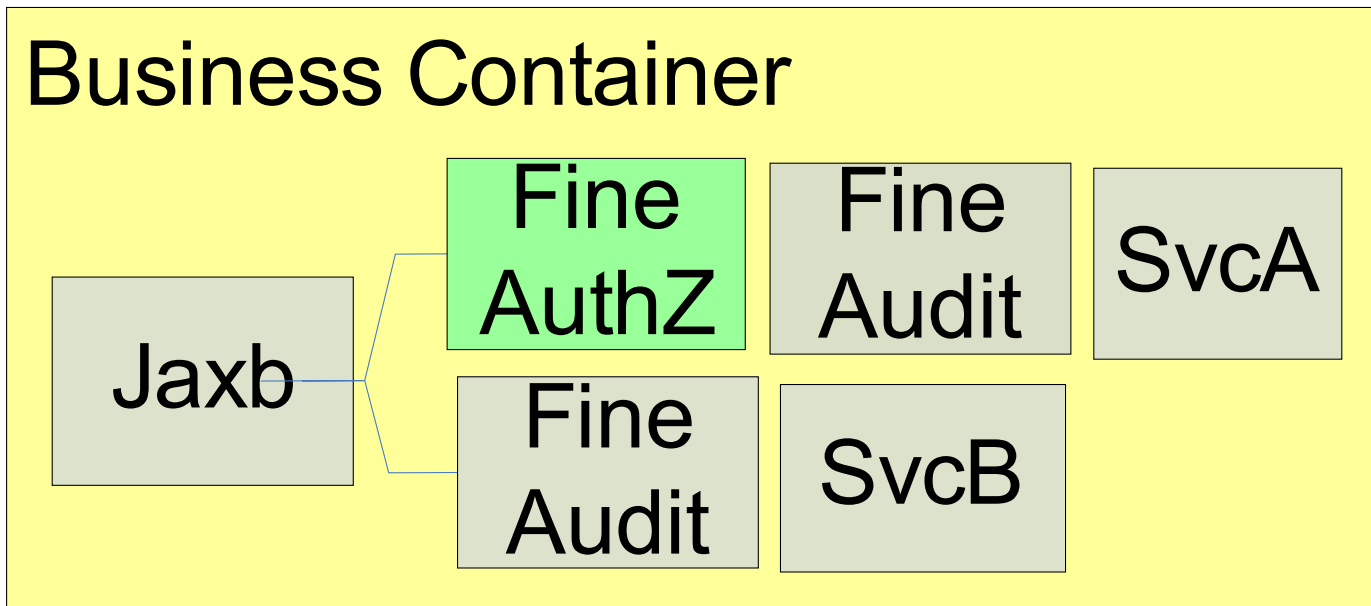 Business Container
Fine
AuthZ
Fine
Audit
SvcA
Jaxb
Fine
Audit
SvcB